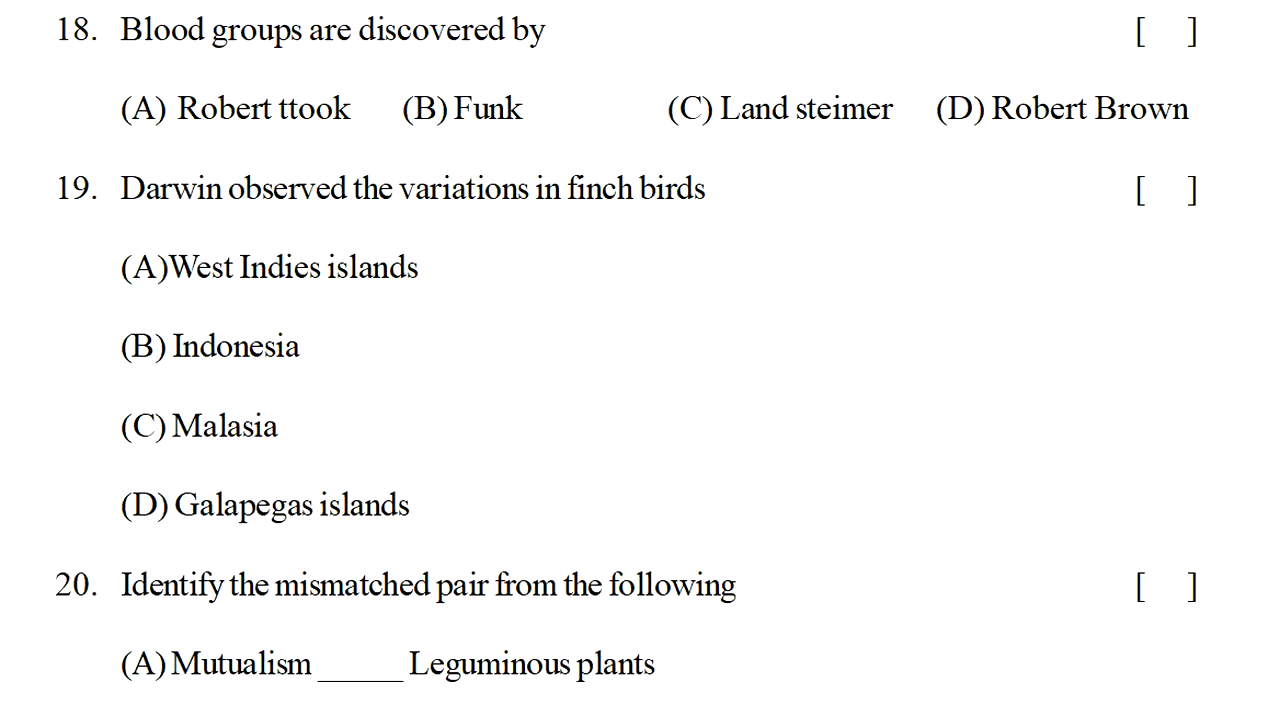 18. Blood groups are discovered by [ ]
(A) Robert ttook (B) Funk (C) Land steimer (D) Robert Brown
19. Darwin observed the variations in finch birds [ ]
(A)West Indies islands
(B) Indonesia
(C) Malasia
(D) Galapegas islands
20. Identify the mismatched pair from the following [ ]
(A) Mutualism _____ Leguminous plants